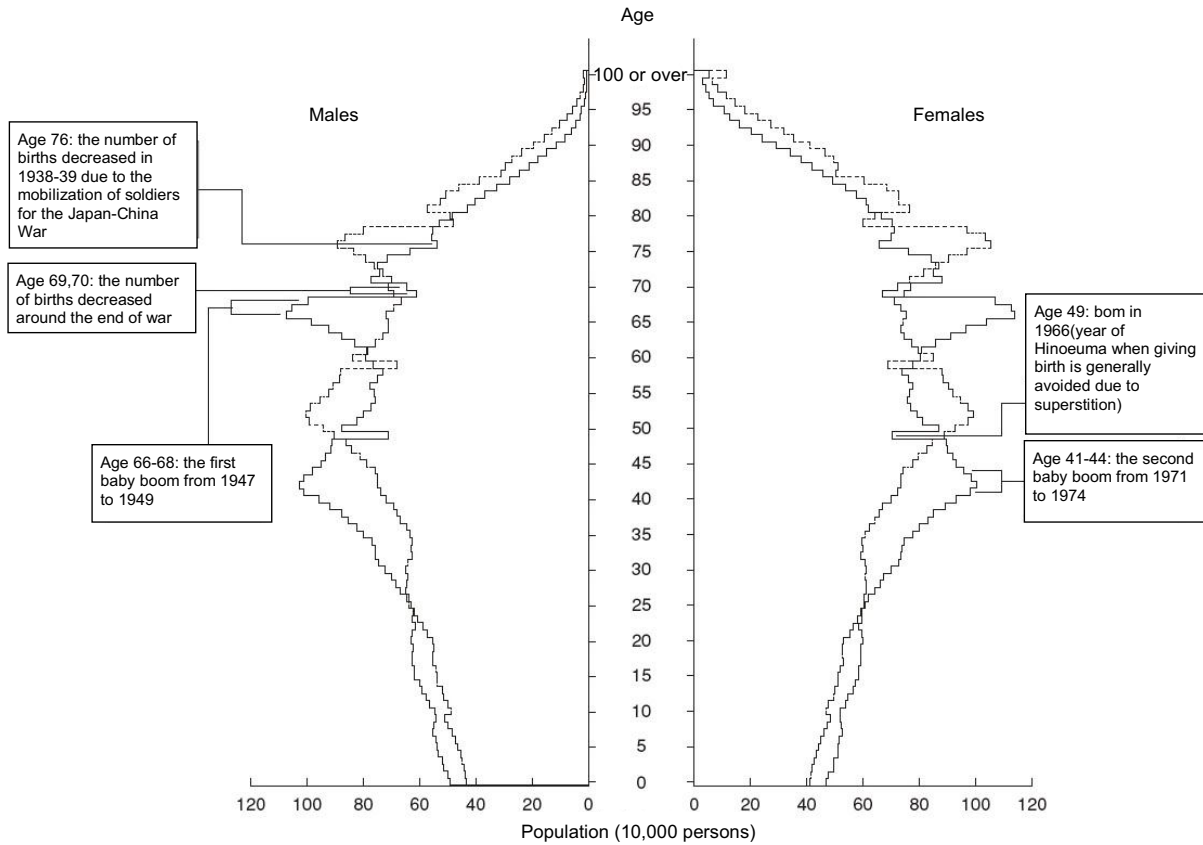 Age
100 or over
Males
Females
95
90
85
80
75
70
65
60
55
50
45
40
35
30
25
20
15
10
5
0
Age 76: the number of
births decreased in
1938-39 due to the
mobilization of soldiers
for the Japan-China
War
Age 69,70: the number
of births decreased
around the end of war
Age 66-68: the first
baby boom from 1947
to 1949
Age 49: bom in
1966(year of
Hinoeuma when giving
birth is generally
avoided due to
superstition)
Age 41-44: the second
baby boom from 1971
to 1974
120 100 80 60 40 20 0
0 20 40 60 80 100 120
Population (10,000 persons)